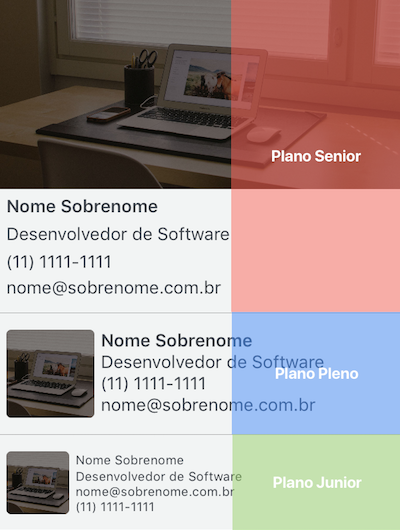 Plano Senior
Nome Sobrenome
Desenvolvedor de Software
(11) 1111-1111
nome@sobrenome.com.br
Nome Sobrenome
Desenvolvedor de Software
(11) 1111-1111
nome@sobrenome.com.br
Plano Pleno
Nome Sobrenome
Desenvolvedor de Software
nome@sobrenome.com.br
(11) 1111-1111
Plano Junior